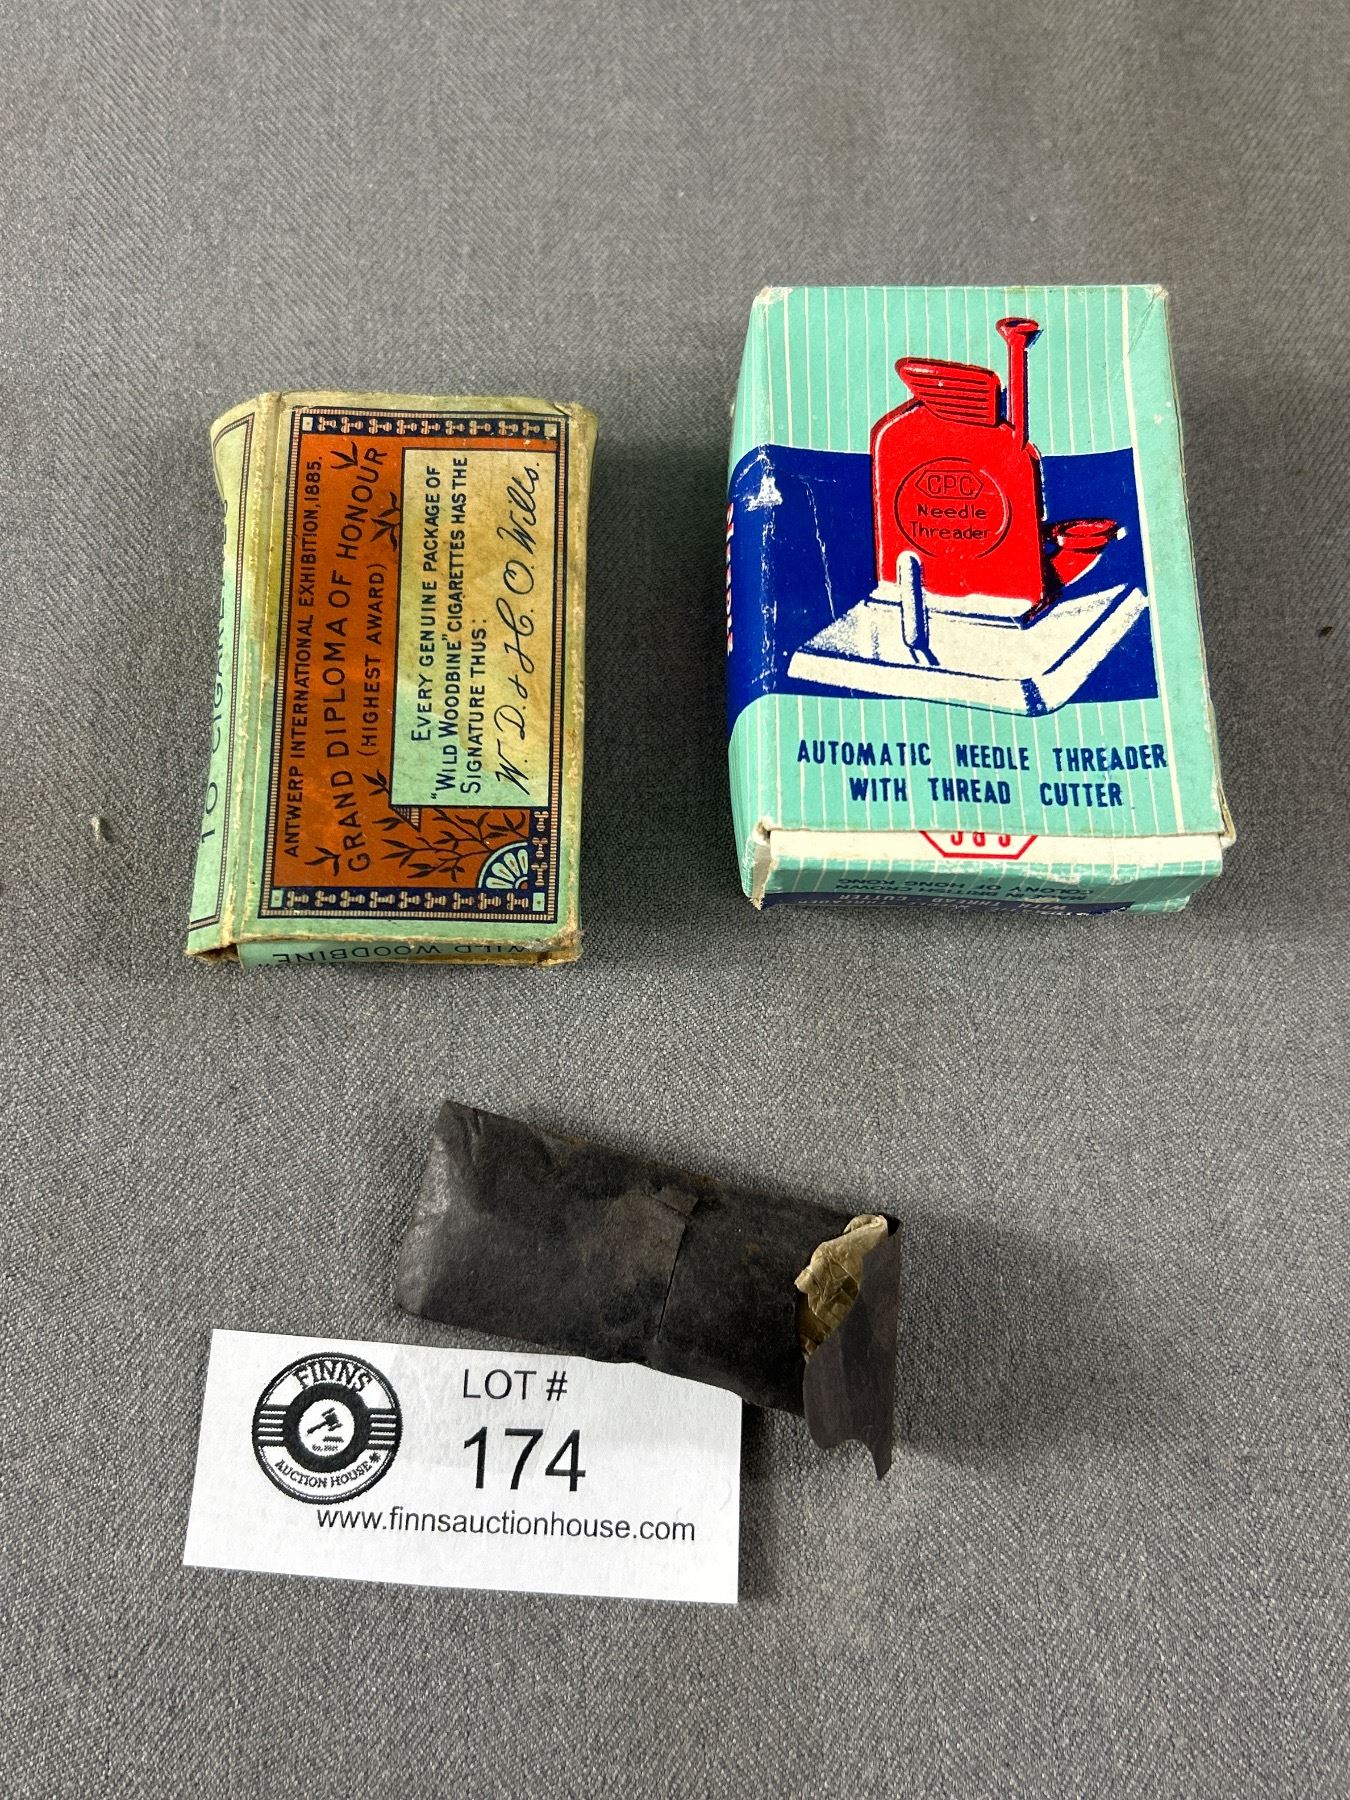 ANTWERP INTERNATIONAL EXHIBITION, 1885.
GRAND DIPLOMA OF HONOUR
(HIGHEST AWARD)
EVERY GENUINE PACKAGE OF
"WILD WOODBINE" CIGARETTES HAS THE
SIGNATURE THUS:
W. D. & H. O. Wills.
10
WILD WOODBINE
CPC
Needle
Threader
AUTOMATIC NEEDLE THREADER
WITH THREAD CUTTER
COLONY OF HONG KONG
FINNS
AUCTION HOUSE
LOT #
174
www.finnsauctionhouse.com